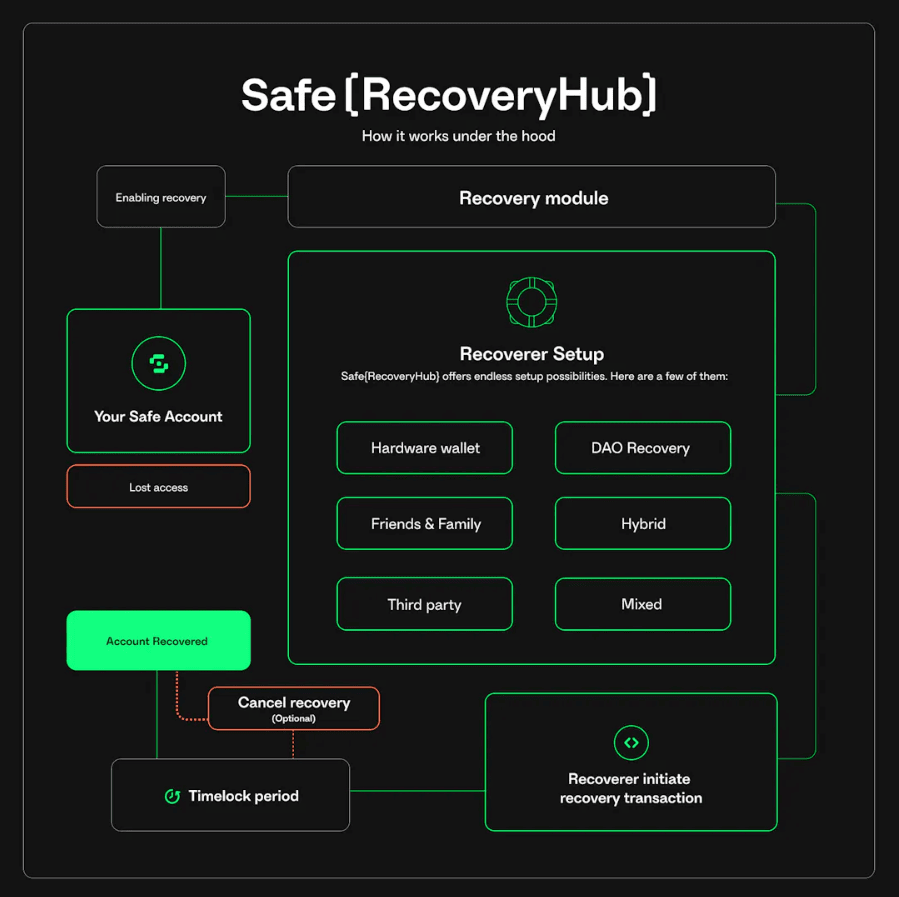 Safe{RecoveryHub}
How it works under the hood
Enabling recovery
Recovery module
Your Safe Account
Lost access
Recoverer Setup
Safe{RecoveryHub} offers endless setup possibilities. Here are a few of them:
Hardware wallet
DAO Recovery
Friends & Family
Hybrid
Third party
Mixed
Account Recovered
Cancel recovery
(Optional)
Timelock period
Recoverer initiate
recovery transaction